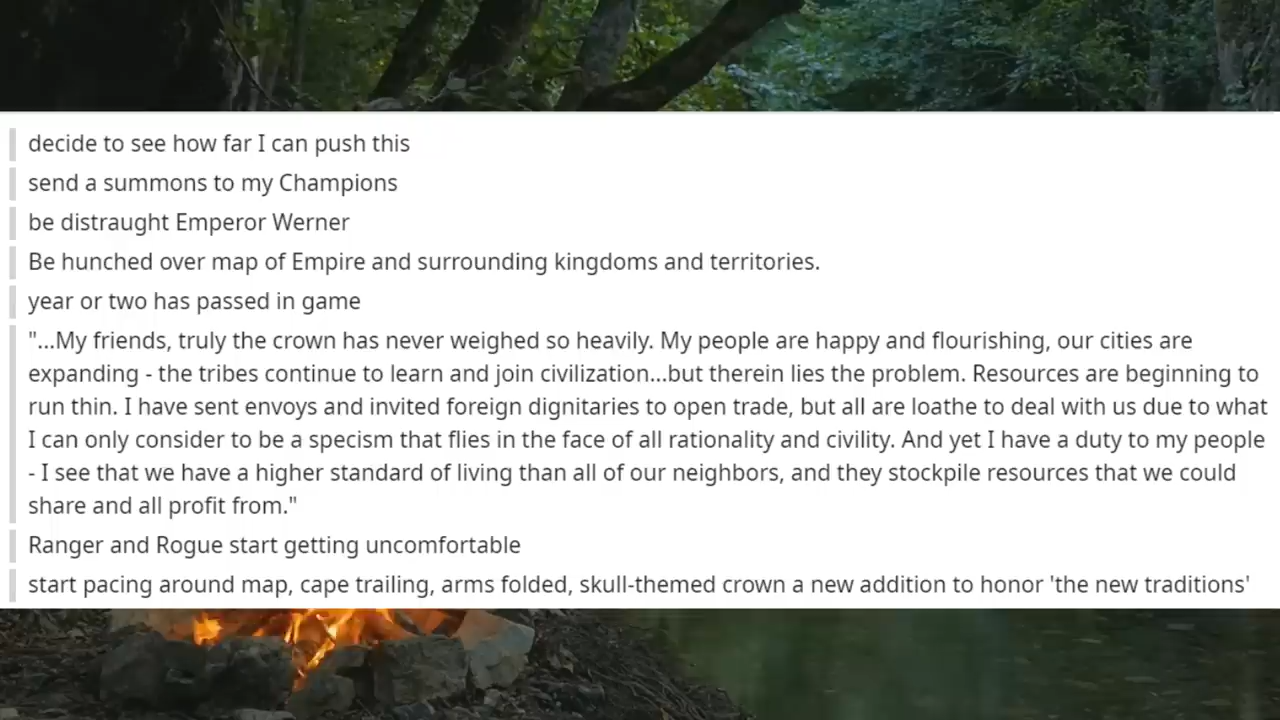 decide to see how far I can push this
send a summons to my Champions
be distraught Emperor Werner
Be hunched over map of Empire and surrounding kingdoms and territories.
year or two has passed in game
"...My friends, truly the crown has never weighed so heavily. My people are happy and flourishing, our cities are
expanding - the tribes continue to learn and join civilization...but therein lies the problem. Resources are beginning to
run thin. I have sent envoys and invited foreign dignitaries to open trade, but all are loathe to deal with us due to what
I can only consider to be a specism that flies in the face of all rationality and civility. And yet I have a duty to my people
- I see that we have a higher standard of living than all of our neighbors, and they stockpile resources that we could
share and all profit from."
Ranger and Rogue start getting uncomfortable
start pacing around map, cape trailing, arms folded, skull-themed crown a new addition to honor 'the new traditions'